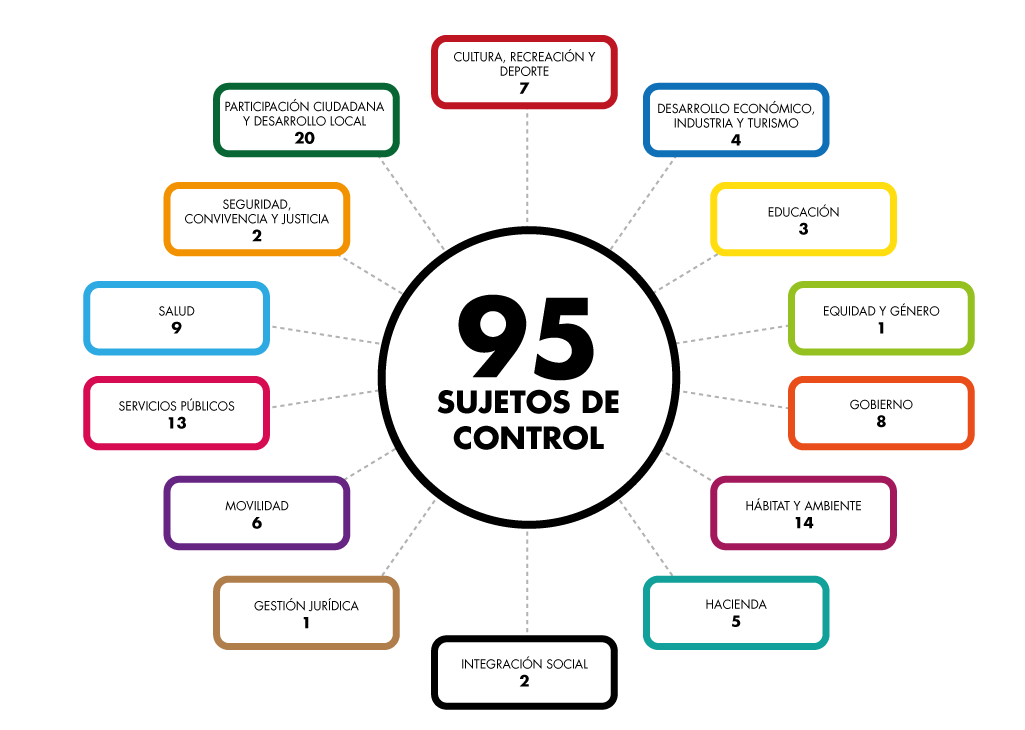 CULTURA, RECREACIÓN Y
DEPORTE
7
DESARROLLO ECONÓMICO,
INDUSTRIA Y TURISMO
4
EDUCACIÓN
3
EQUIDAD Y GÉNERO
1
GOBIERNO
8
HÁBITAT Y AMBIENTE
14
HACIENDA
5
INTEGRACIÓN SOCIAL
2
GESTIÓN JURÍDICA
1
MOVILIDAD
6
SERVICIOS PÚBLICOS
13
SALUD
9
SEGURIDAD,
CONVIVENCIA Y JUSTICIA
2
PARTICIPACIÓN CIUDADANA
Y DESARROLLO LOCAL
20
95
SUJETOS DE
CONTROL